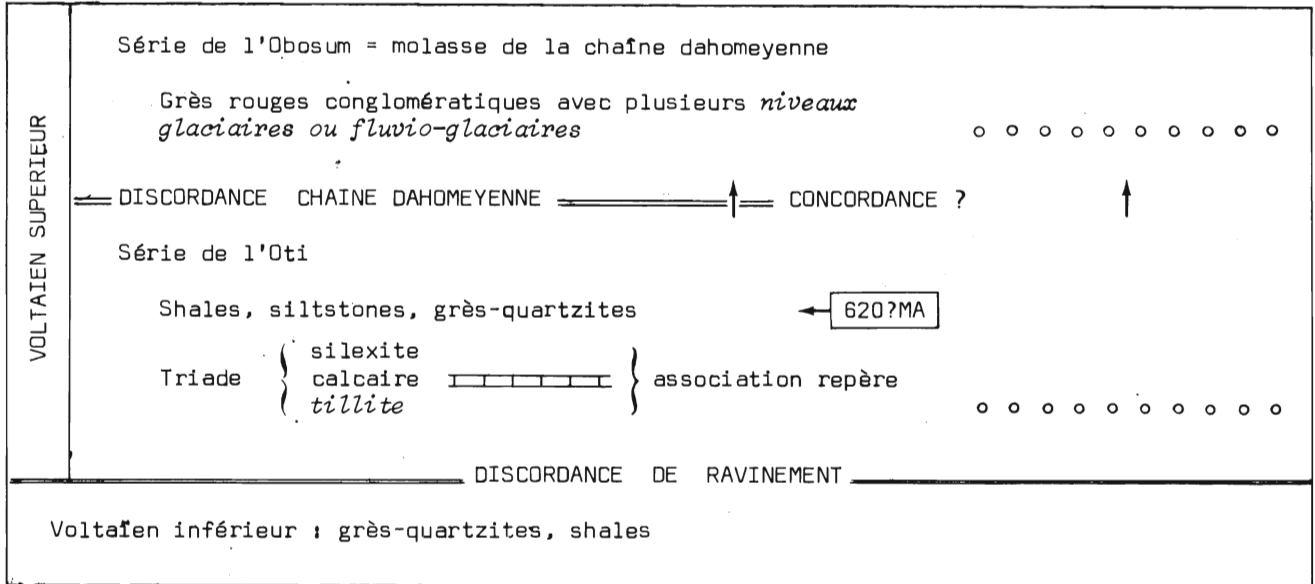 VOLTAIEN SUPERIEUR
Série de l'Obosum = molasse de la chaîne dahomeyenne
Grès rouges conglomératiques avec plusieurs niveaux
glaciaires ou fluvio-glaciaires
DISCORDANCE CHAINE DAHOMEYENNE CONCORDANCE ?
Série de l'Oti
Shales, siltstones, grès-quartzites 620?MA
silexite
Triade calcaire association repère
tillite
DISCORDANCE DE RAVINEMENT
Voltaïen inférieur : grès-quartzites, shales